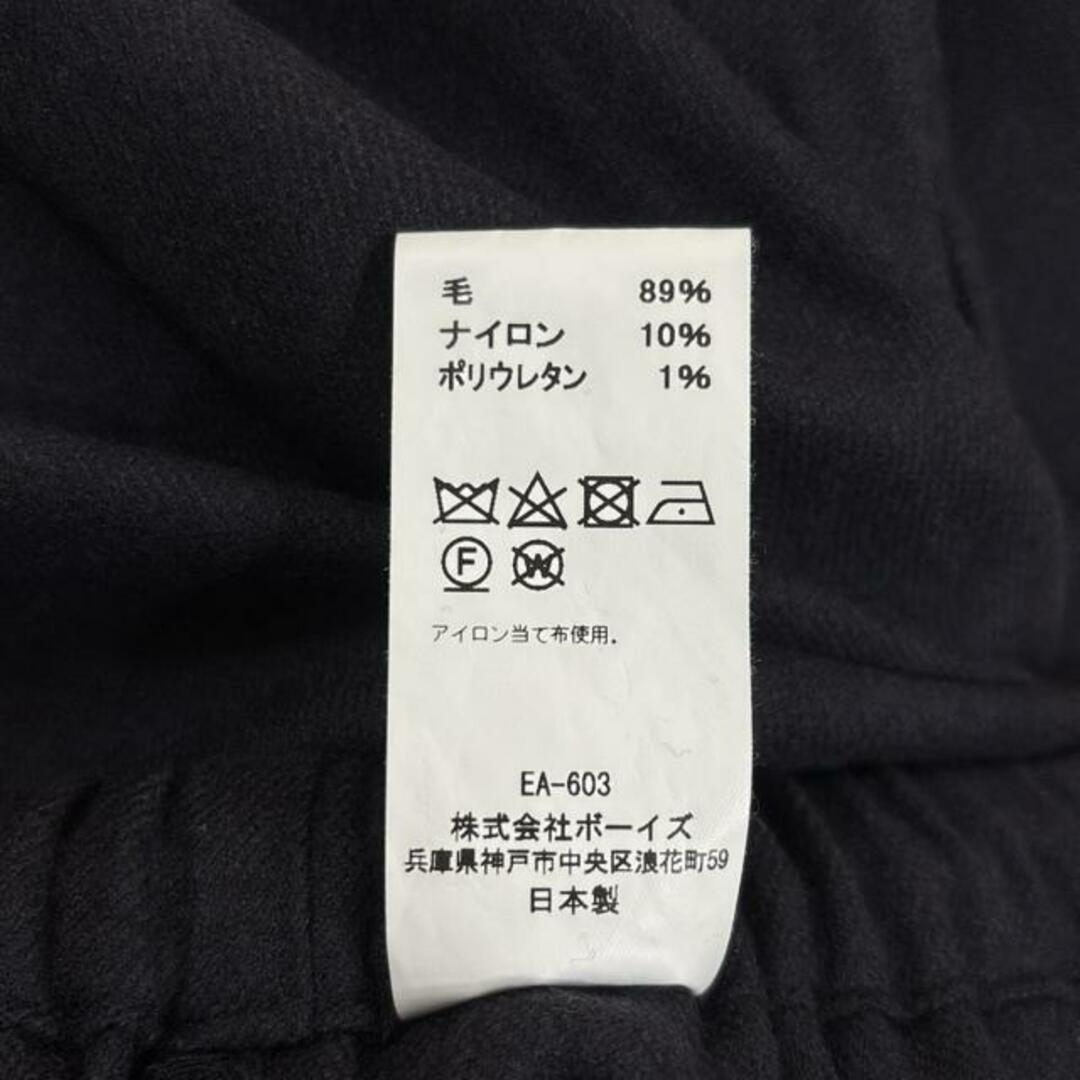 毛 89%
ナイロン 10%
ポリウレタン 1%
F W
アイロン当て布使用。
EA-603
株式会社ボーイズ
兵庫県神戸市中央区浪花町59
日本製